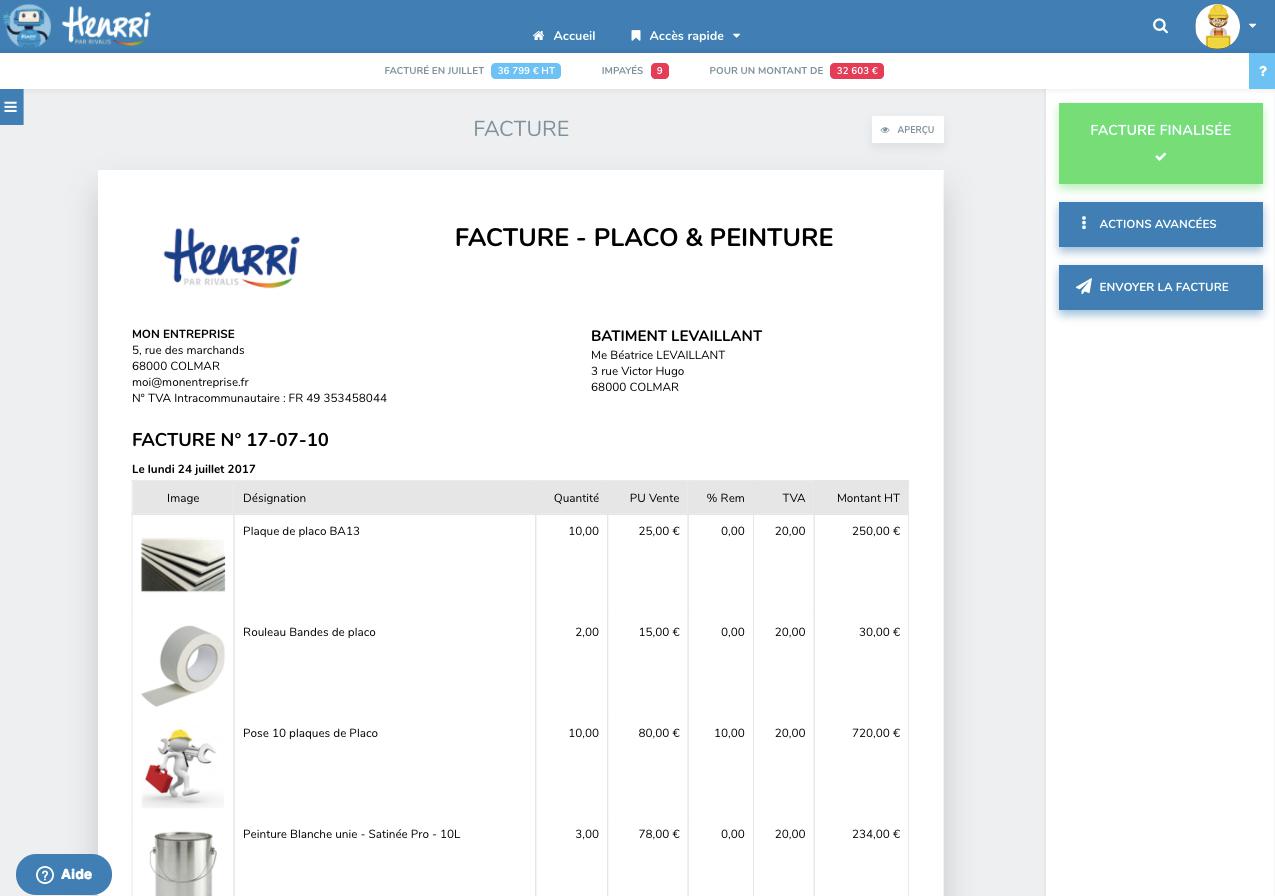 Henrri
PAR RIVALIS
Accueil
Accès rapide
FACTURÉ EN JUILLET 36 799 € HT IMPAYÉS 9 POUR UN MONTANT DE 32 603 €
?
FACTURE
APERÇU
FACTURE FINALISÉE
ACTIONS AVANCÉES
ENVOYER LA FACTURE
Henrri
PAR RIVALIS
FACTURE - PLACO & PEINTURE
MON ENTREPRISE
5, rue des marchands
68000 COLMAR
moi@monentreprise.fr
N° TVA Intracommunautaire : FR 49 353458044
BATIMENT LEVAILLANT
Me Béatrice LEVAILLANT
3 rue Victor Hugo
68000 COLMAR
FACTURE N° 17-07-10
Le lundi 24 juillet 2017
Image Désignation Quantité PU Vente % Rem TVA Montant HT
Plaque de placo BA13 10,00 25,00 € 0,00 20,00 250,00 €
Rouleau Bandes de placo 2,00 15,00 € 0,00 20,00 30,00 €
Pose 10 plaques de Placo 10,00 80,00 € 10,00 20,00 720,00 €
Peinture Blanche unie - Satinée Pro - 10L 3,00 78,00 € 0,00 20,00 234,00 €
? Aide